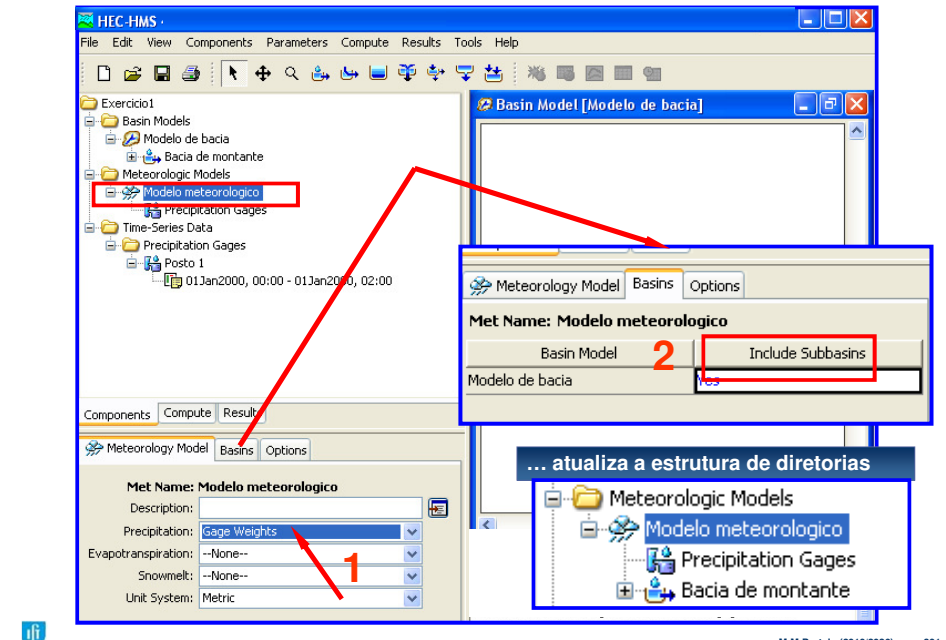 HEC-HMS
File Edit View Components Parameters Compute Results Tools Help
Exercicio1
Basin Models
Modelo de bacia
Bacia de montante
Meteorologic Models
Modelo meteorologico
Precipitation Gages
Time-Series Data
Precipitation Gages
Posto 1
01Jan2000, 00:00 - 01Jan2000, 02:00
Components Compute Results
Meteorology Model Basins Options
Met Name: Modelo meteorologico
Description:
Precipitation: Gage Weights
Evapotranspiration: --None--
Snowmelt: --None--
Unit System: Metric
1
Basin Model [Modelo de bacia]
Meteorology Model Basins Options
Met Name: Modelo meteorologico
Basin Model 2 Include Subbasins
Modelo de bacia Yes
... atualiza a estrutura de diretorias
Meteorologic Models
Modelo meteorologico
Precipitation Gages
Bacia de montante